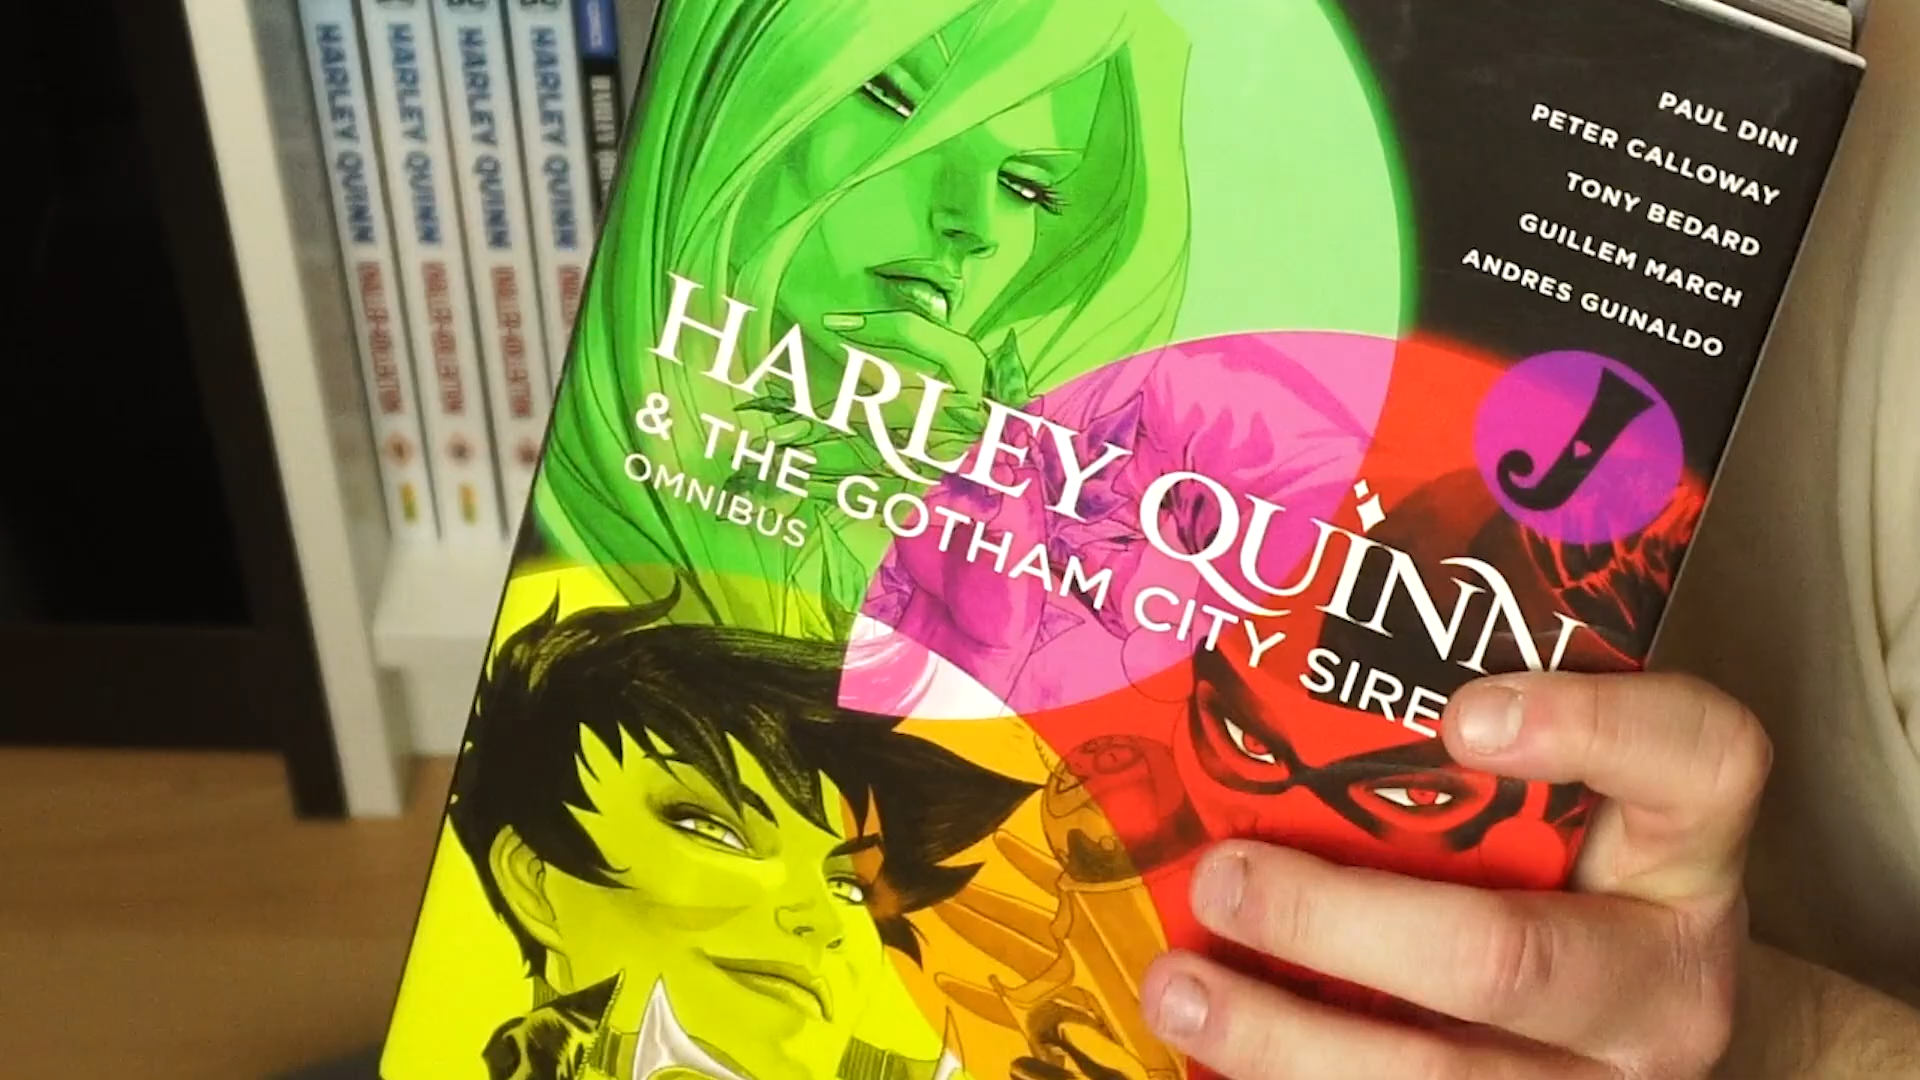 HARLEY QUINN
HARLEY QUINN
HARLEY QUINN
HARLEY QUINN
PAUL DINI
PETER CALLOWAY
TONY BEDARD
GUILLEM MARCH
ANDRES GUINALDO
J
HARLEY QUINN
& THE GOTHAM CITY SIRE
OMNIBUS